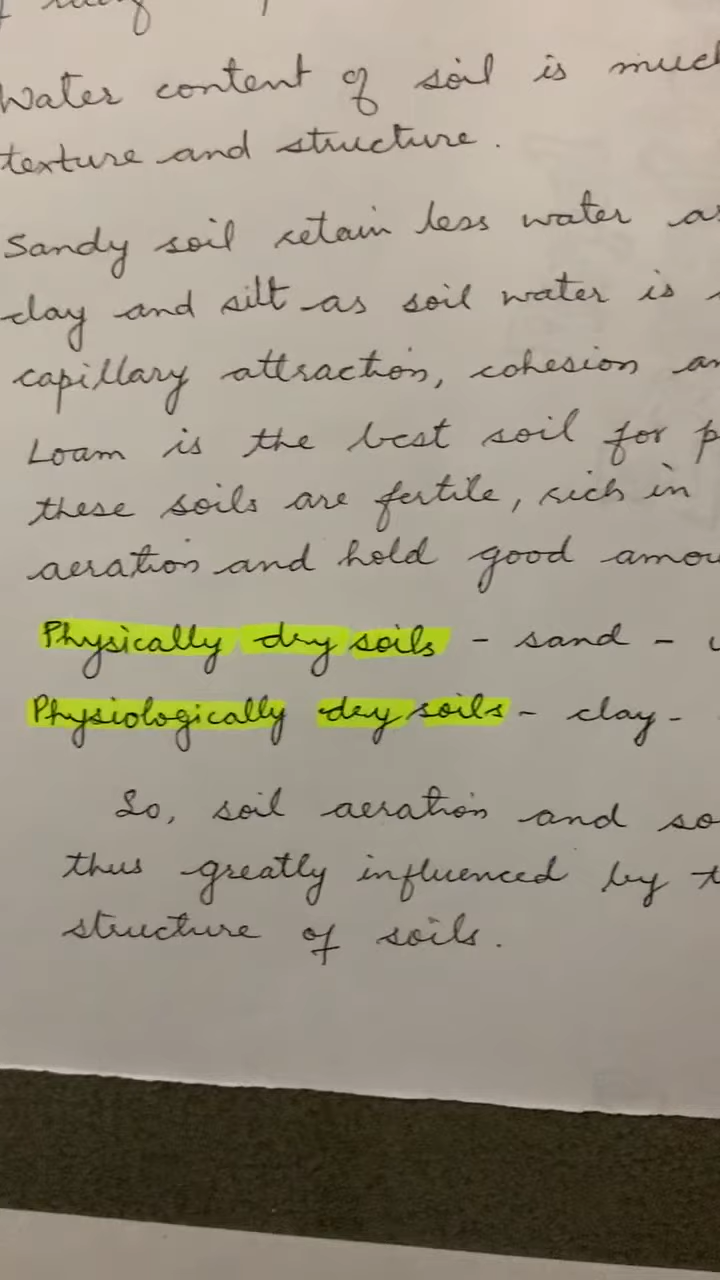 Water content of soil is much
texture and structure.
Sandy soil retain less water as
clay and silt as soil water is
capillary attraction, cohesion
Loam is the best soil for
these soils are fertile, rich in
aeration and hold good
Physically dry soils - sand -
Physiologically dry soils - clay -
So, soil aeration and
thus greatly influenced by
structure of soils.